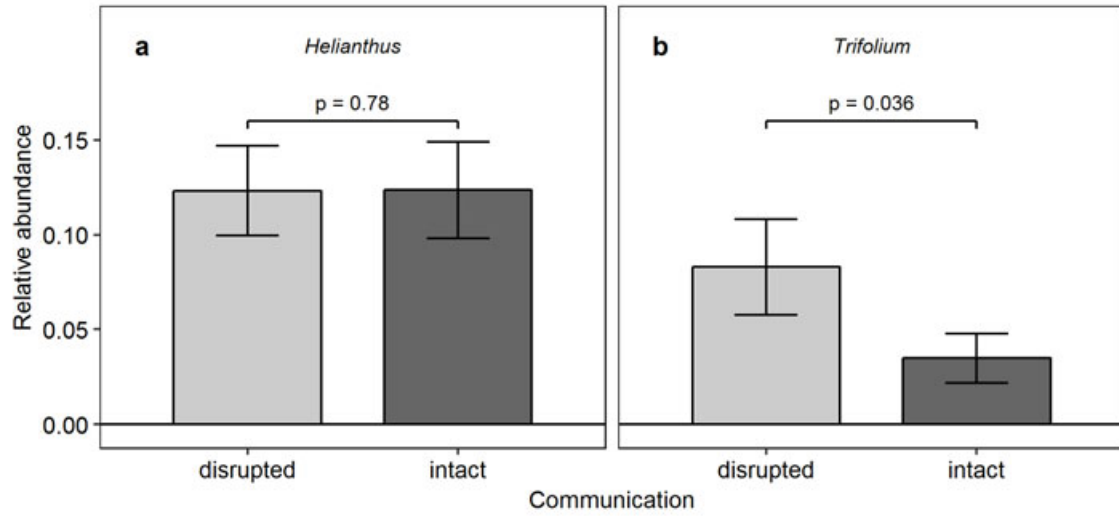 a
Helianthus
p = 0.78
b
Trifolium
p = 0.036
Relative abundance
0.15
0.10
0.05
0.00
disrupted
intact
disrupted
intact
Communication